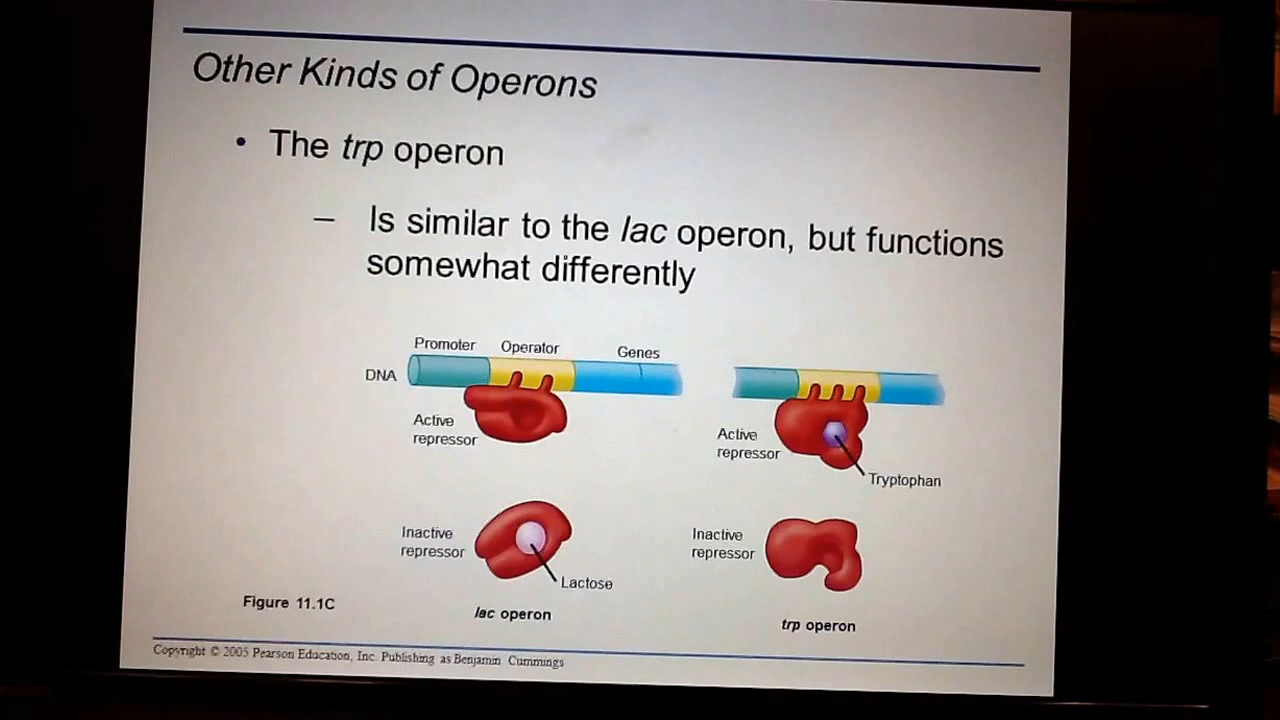 Other Kinds of Operons
• The trp operon
– Is similar to the lac operon, but functions
somewhat differently
Promoter Operator Genes
DNA
Active
repressor
Active
repressor
Tryptophan
Inactive
repressor
Lactose
Inactive
repressor
Figure 11.1C
lac operon
trp operon
Copyright © 2005 Pearson Education, Inc. Publishing as Benjamin Cummings